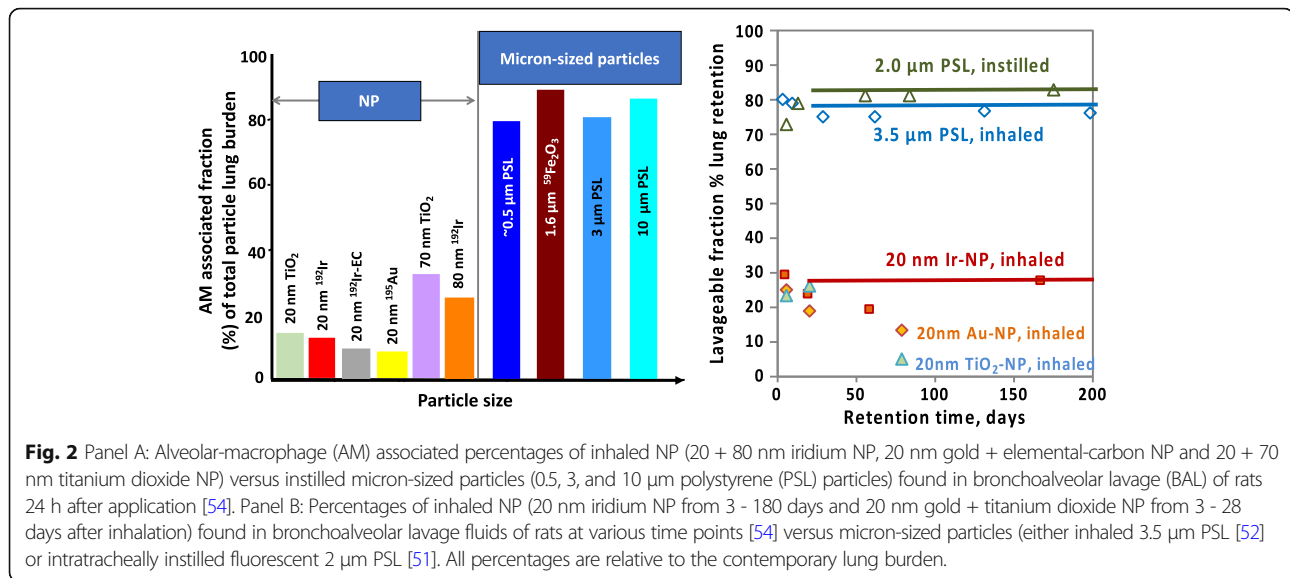 AM associated fraction
(%) of total particle lung burden
100
80
60
40
20
0
NP
Micron-sized particles
20 nm TiO₂
20 nm ¹⁹²Ir
20 nm ¹⁹²Ir-EC
20 nm ¹⁹⁵Au
70 nm TiO₂
80 nm ¹⁹²Ir
~0.5 µm PSL
1.6 µm ⁵⁹Fe₂O₃
3 µm PSL
10 µm PSL
Particle size
Lavageable fraction % lung retention
100
90
80
70
60
50
40
30
20
10
0
2.0 µm PSL, instilled
3.5 µm PSL, inhaled
20 nm Ir-NP, inhaled
20nm Au-NP, inhaled
20nm TiO₂-NP, inhaled
0 50 100 150 200
Retention time, days
Fig. 2 Panel A: Alveolar-macrophage (AM) associated percentages of inhaled NP (20 + 80 nm iridium NP, 20 nm gold + elemental-carbon NP and 20 + 70
nm titanium dioxide NP) versus instilled micron-sized particles (0.5, 3, and 10 µm polystyrene (PSL) particles) found in bronchoalveolar lavage (BAL) of rats
24 h after application [54]. Panel B: Percentages of inhaled NP (20 nm iridium NP from 3 - 180 days and 20 nm gold + titanium dioxide NP from 3 - 28
days after inhalation) found in bronchoalveolar lavage fluids of rats at various time points [54] versus micron-sized particles (either inhaled 3.5 µm PSL [52]
or intratracheally instilled fluorescent 2 µm PSL [51]. All percentages are relative to the contemporary lung burden.